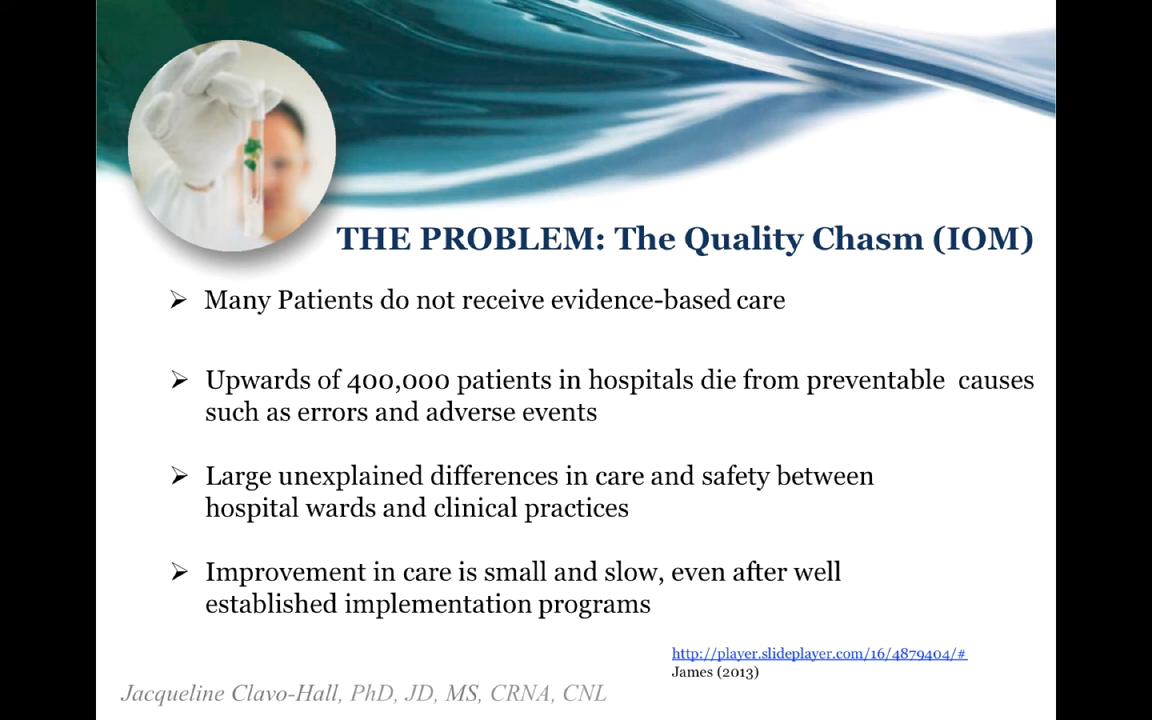 THE PROBLEM: The Quality Chasm (IOM)
➢ Many Patients do not receive evidence-based care
➢ Upwards of 400,000 patients in hospitals die from preventable causes
such as errors and adverse events
➢ Large unexplained differences in care and safety between
hospital wards and clinical practices
➢ Improvement in care is small and slow, even after well
established implementation programs
http://player.slideplayer.com/16/4879404/#
James (2013)
Jacqueline Clavo-Hall, PhD, JD, MS, CRNA, CNL